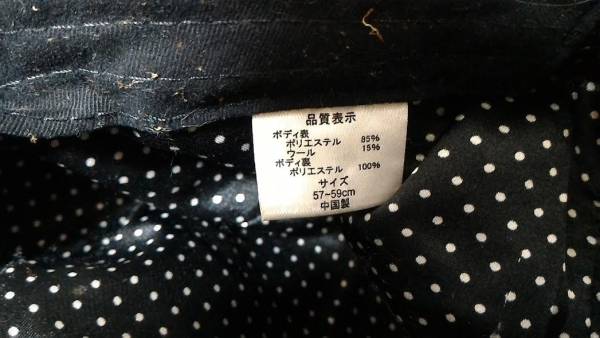 品質表示
ボディ表
ポリエステル 85%
ウール 15%
ボディ裏
ポリエステル 100%
サイズ
57~59cm
中国製